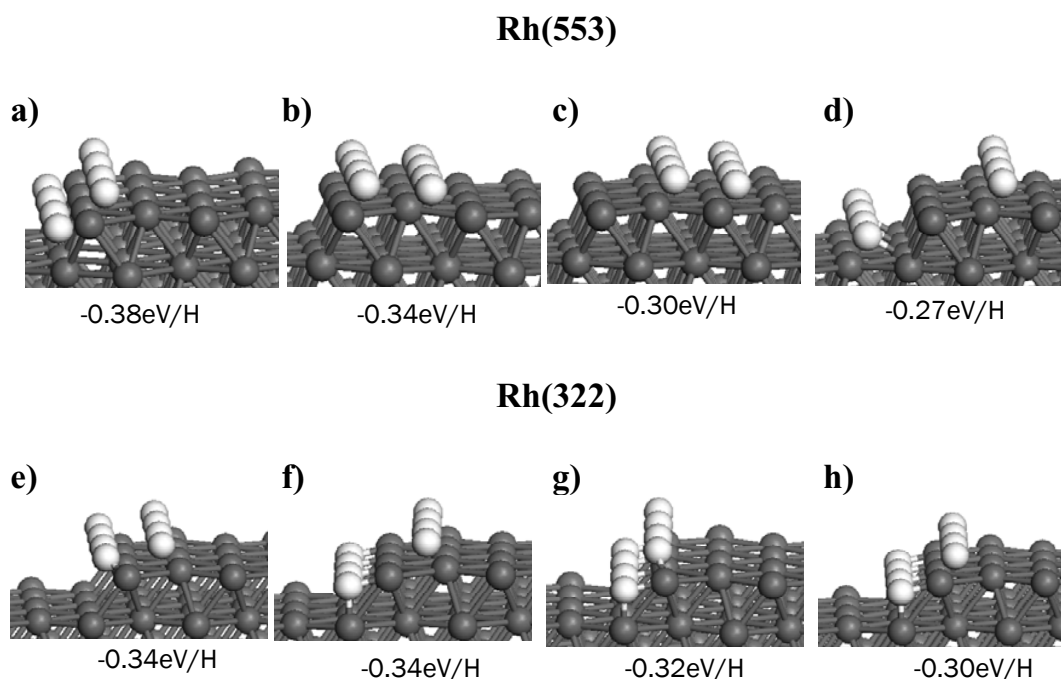 Rh(553)
a) b) c) d)
-0.38eV/H -0.34eV/H -0.30eV/H -0.27eV/H
Rh(322)
e) f) g) h)
-0.34eV/H -0.34eV/H -0.32eV/H -0.30eV/H